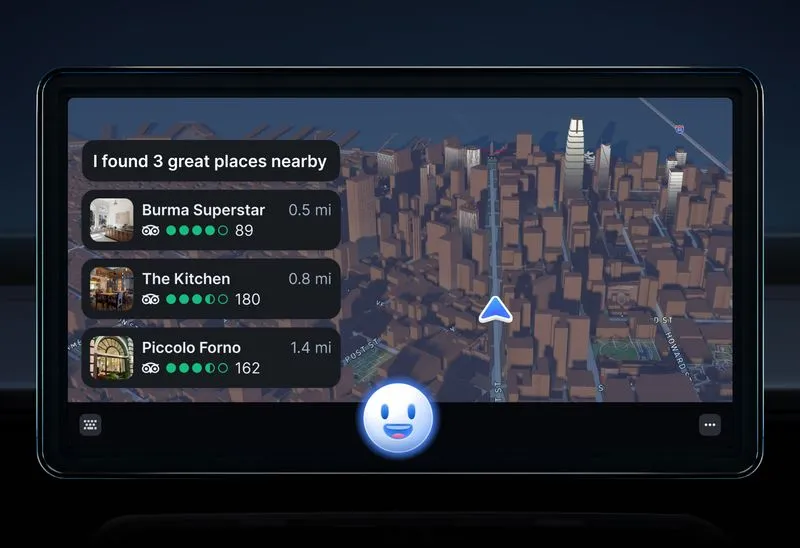 I found 3 great places nearby
Burma Superstar 0.5 mi
89
The Kitchen 0.8 mi
180
Piccolo Forno 1.4 mi
162
POST ST
HOWARD S